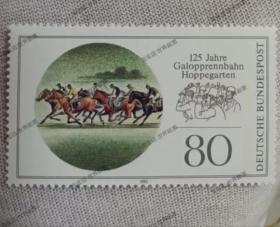 125 Jahre
Galopprennbahn
Hoppegarten
80
DEUTSCHE BUNDESPOST